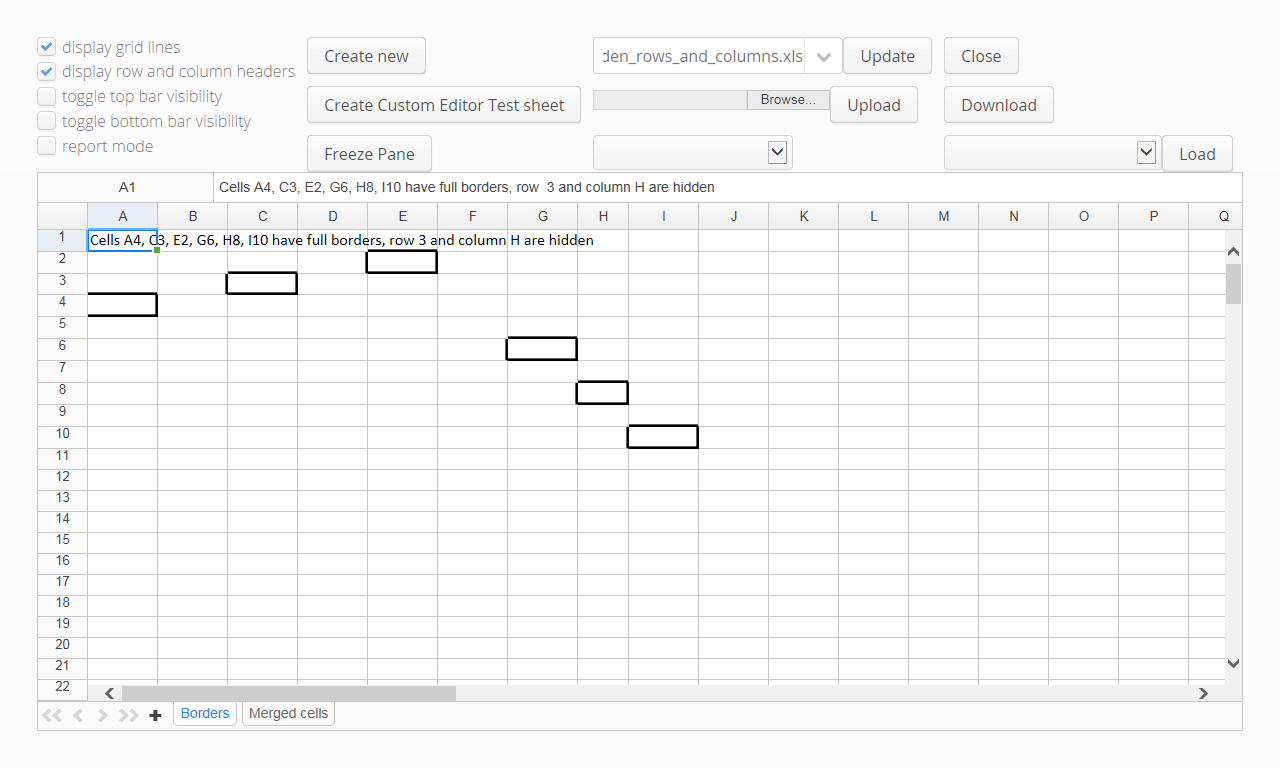 display grid lines
display row and column headers
toggle top bar visibility
toggle bottom bar visibility
report mode
Create new
den_rows_and_columns.xls
Update
Close
Create Custom Editor Test sheet
Browse...
Upload
Download
Freeze Pane
Load
A1
Cells A4, C3, E2, G6, H8, I10 have full borders, row  3 and column H are hidden
A B C D E F G H I J K L M N O P Q
1 Cells A4, C3, E2, G6, H8, I10 have full borders, row 3 and column H are hidden
2
3
4
5
6
7
8
9
10
11
12
13
14
15
16
17
18
19
20
21
22
Borders
Merged cells